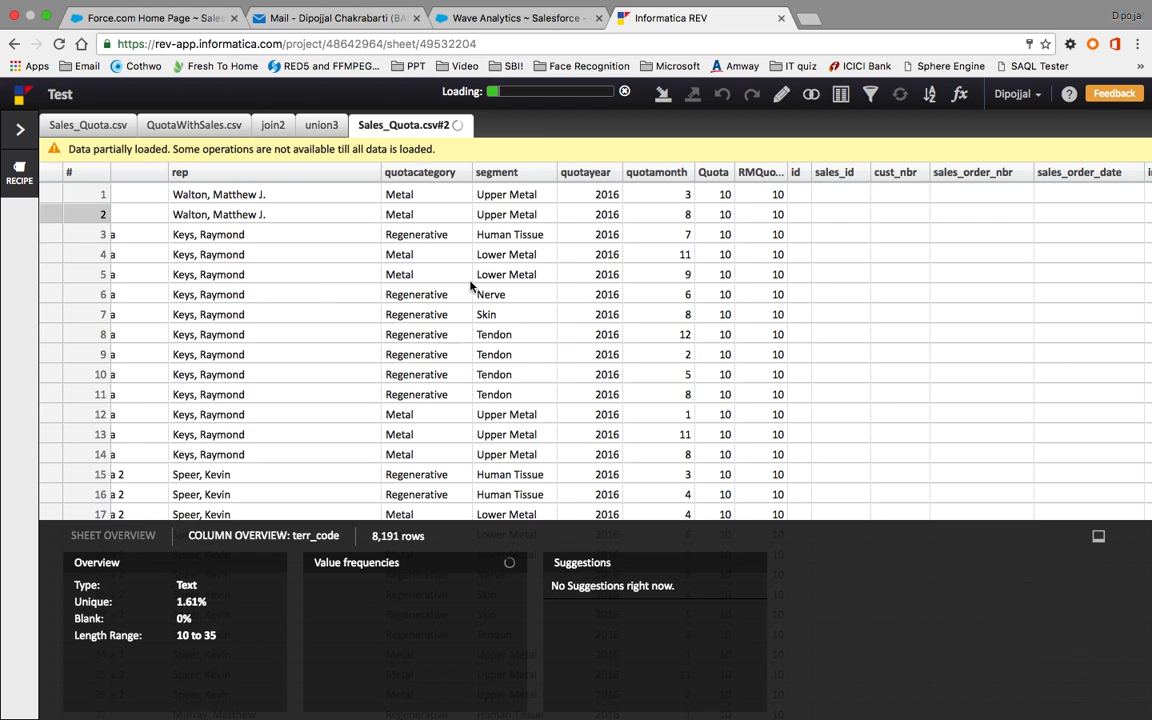 Force.com Home Page ~ Sales
Mail - Dipojjal Chakrabarti (BA
Wave Analytics ~ Salesforce -
Informatica REV
Dipojjal
https://rev-app.informatica.com/project/48642964/sheet/49532204
Apps Email Cothwo Fresh To Home RED5 and FFMPEG... PPT Video SBI! Face Recognition Microsoft Amway IT quiz ICICI Bank Sphere Engine SAQL Tester »
Test Loading: fx Dipojjal Feedback
Sales_Quota.csv QuotaWithSales.csv join2 union3 Sales_Quota.csv#2
Data partially loaded. Some operations are not available till all data is loaded.
RECIPE
# rep quotacategory segment quotayear quotamonth Quota RMQuo... id sales_id cust_nbr sales_order_nbr sales_order_date
1 Walton, Matthew J. Metal Upper Metal 2016 3 10 10
2 Walton, Matthew J. Metal Upper Metal 2016 8 10 10
3 a Keys, Raymond Regenerative Human Tissue 2016 7 10 10
4 a Keys, Raymond Metal Lower Metal 2016 11 10 10
5 a Keys, Raymond Metal Lower Metal 2016 9 10 10
6 a Keys, Raymond Regenerative Nerve 2016 6 10 10
7 a Keys, Raymond Regenerative Skin 2016 8 10 10
8 a Keys, Raymond Regenerative Tendon 2016 12 10 10
9 a Keys, Raymond Regenerative Tendon 2016 2 10 10
10 a Keys, Raymond Regenerative Tendon 2016 5 10 10
11 a Keys, Raymond Regenerative Tendon 2016 8 10 10
12 a Keys, Raymond Metal Upper Metal 2016 1 10 10
13 a Keys, Raymond Metal Upper Metal 2016 11 10 10
14 a Keys, Raymond Metal Upper Metal 2016 8 10 10
15 a 2 Speer, Kevin Regenerative Human Tissue 2016 3 10 10
16 a 2 Speer, Kevin Regenerative Human Tissue 2016 4 10 10
17 a 2 Speer, Kevin Metal Lower Metal 2016 4 10 10
SHEET OVERVIEW COLUMN OVERVIEW: terr_code 8,191 rows
Overview Value frequencies Suggestions
Type: Text No Suggestions right now.
Unique: 1.61%
Blank: 0%
Length Range: 10 to 35